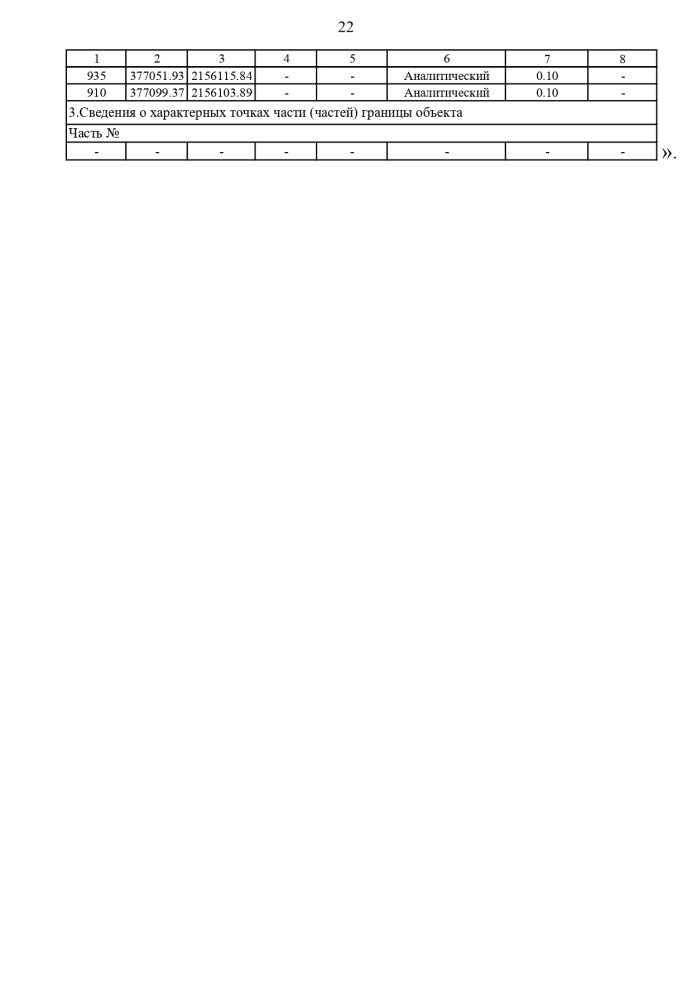 22
1 2 3 4 5 6 7 8
935 377051.93 2156115.84 - - Аналитический 0.10 -
910 377099.37 2156103.89 - - Аналитический 0.10 -
3.Сведения о характерных точках части (частей) границы объекта
Часть №
- - - - - - - - ».